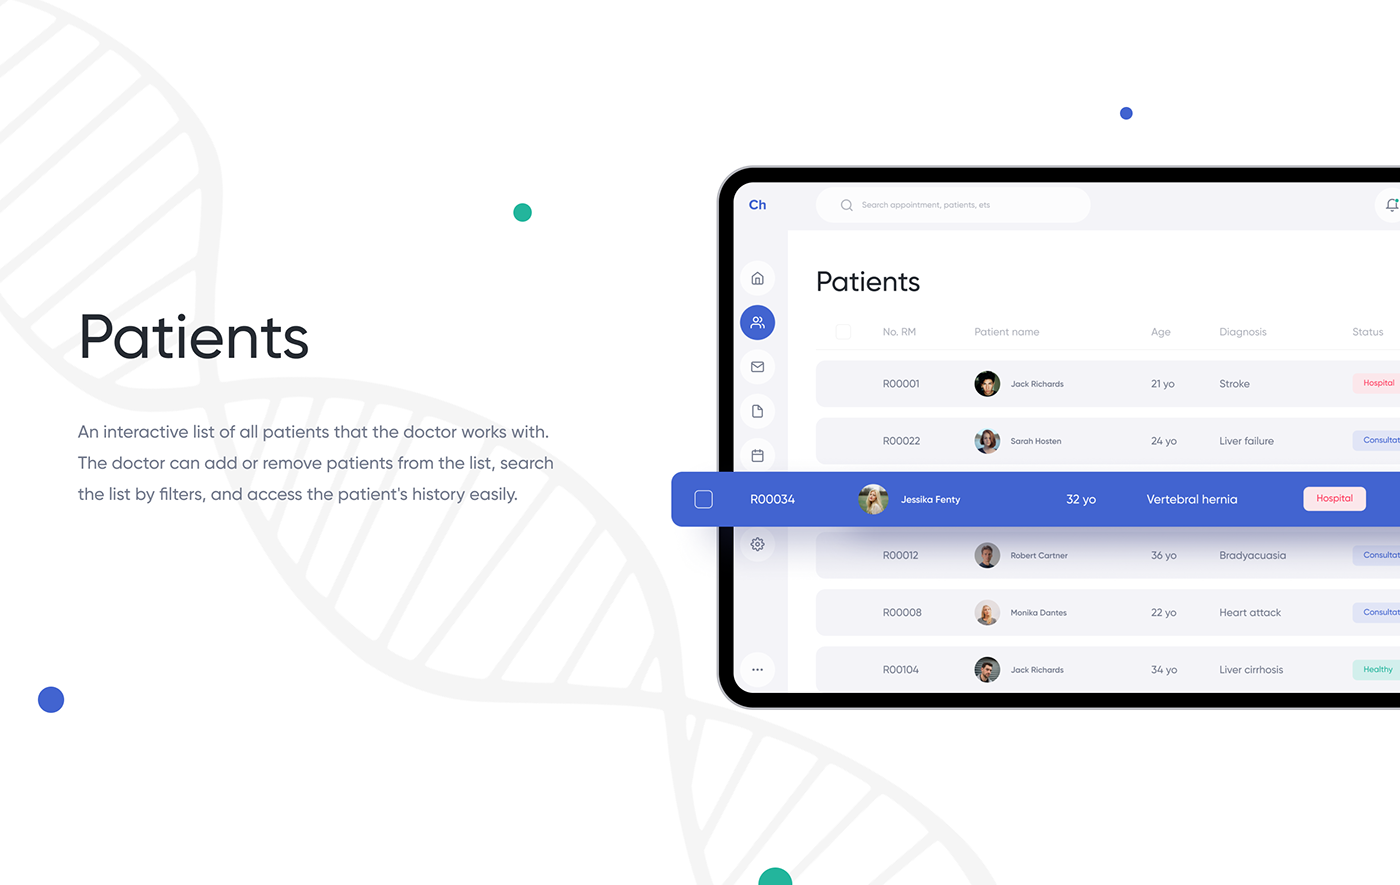 Patients
An interactive list of all patients that the doctor works with.
The doctor can add or remove patients from the list, search
the list by filters, and access the patient's history easily.
Ch
Search appointment, patients, ets
Patients
No. RM Patient name Age Diagnosis Status
R00001 Jack Richards 21 yo Stroke Hospital
R00022 Sarah Hosten 24 yo Liver failure Consultat
R00034 Jessika Fenty 32 yo Vertebral hernia Hospital
R00012 Robert Cartner 36 yo Bradyacuasia Consultat
R00008 Monika Dantes 22 yo Heart attack Consultat
R00104 Jack Richards 34 yo Liver cirrhosis Healthy